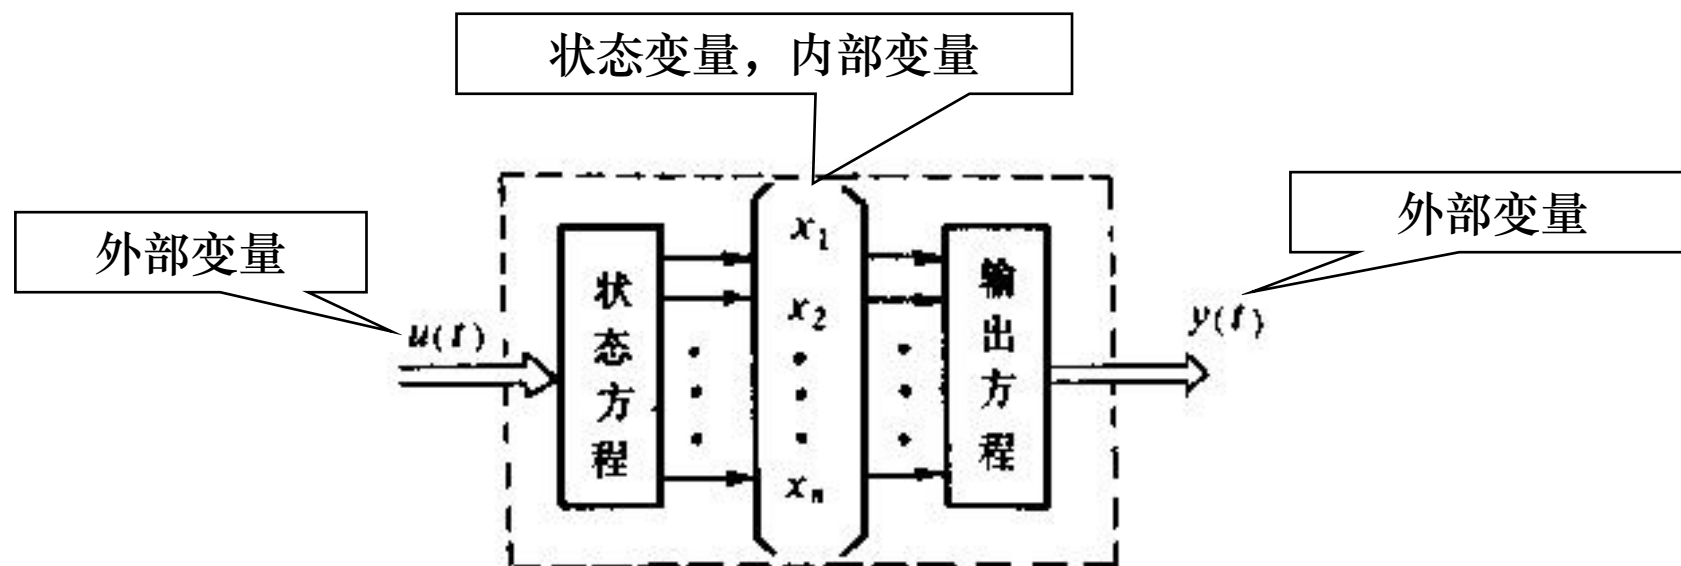 状态变量，内部变量
外部变量
外部变量
u(t)
状态方程
x₁
x₂
xₙ
输出方程
y(t)